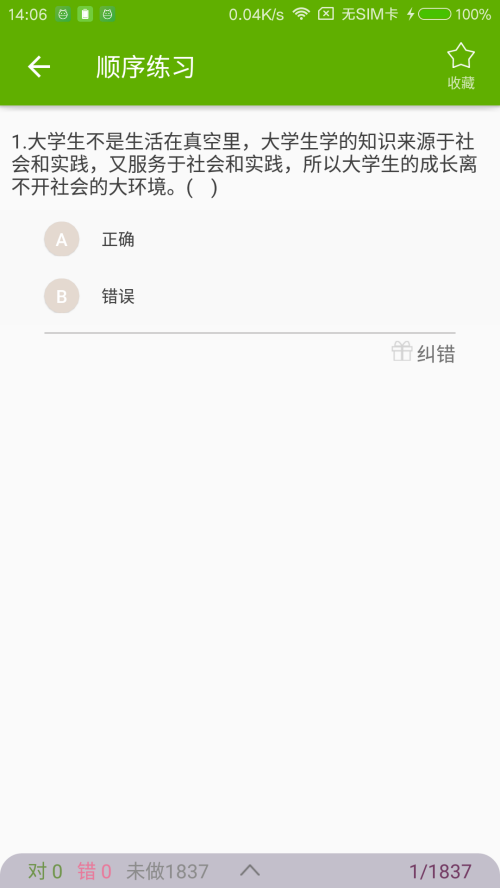 14:06 0.04K/s 无SIM卡 100%
顺序练习
收藏
1.大学生不是生活在真空里，大学生学的知识来源于社
会和实践，又服务于社会和实践，所以大学生的成长离
不开社会的大环境。( )
A 正确
B 错误
纠错
对 0 错 0 未做1837 1/1837